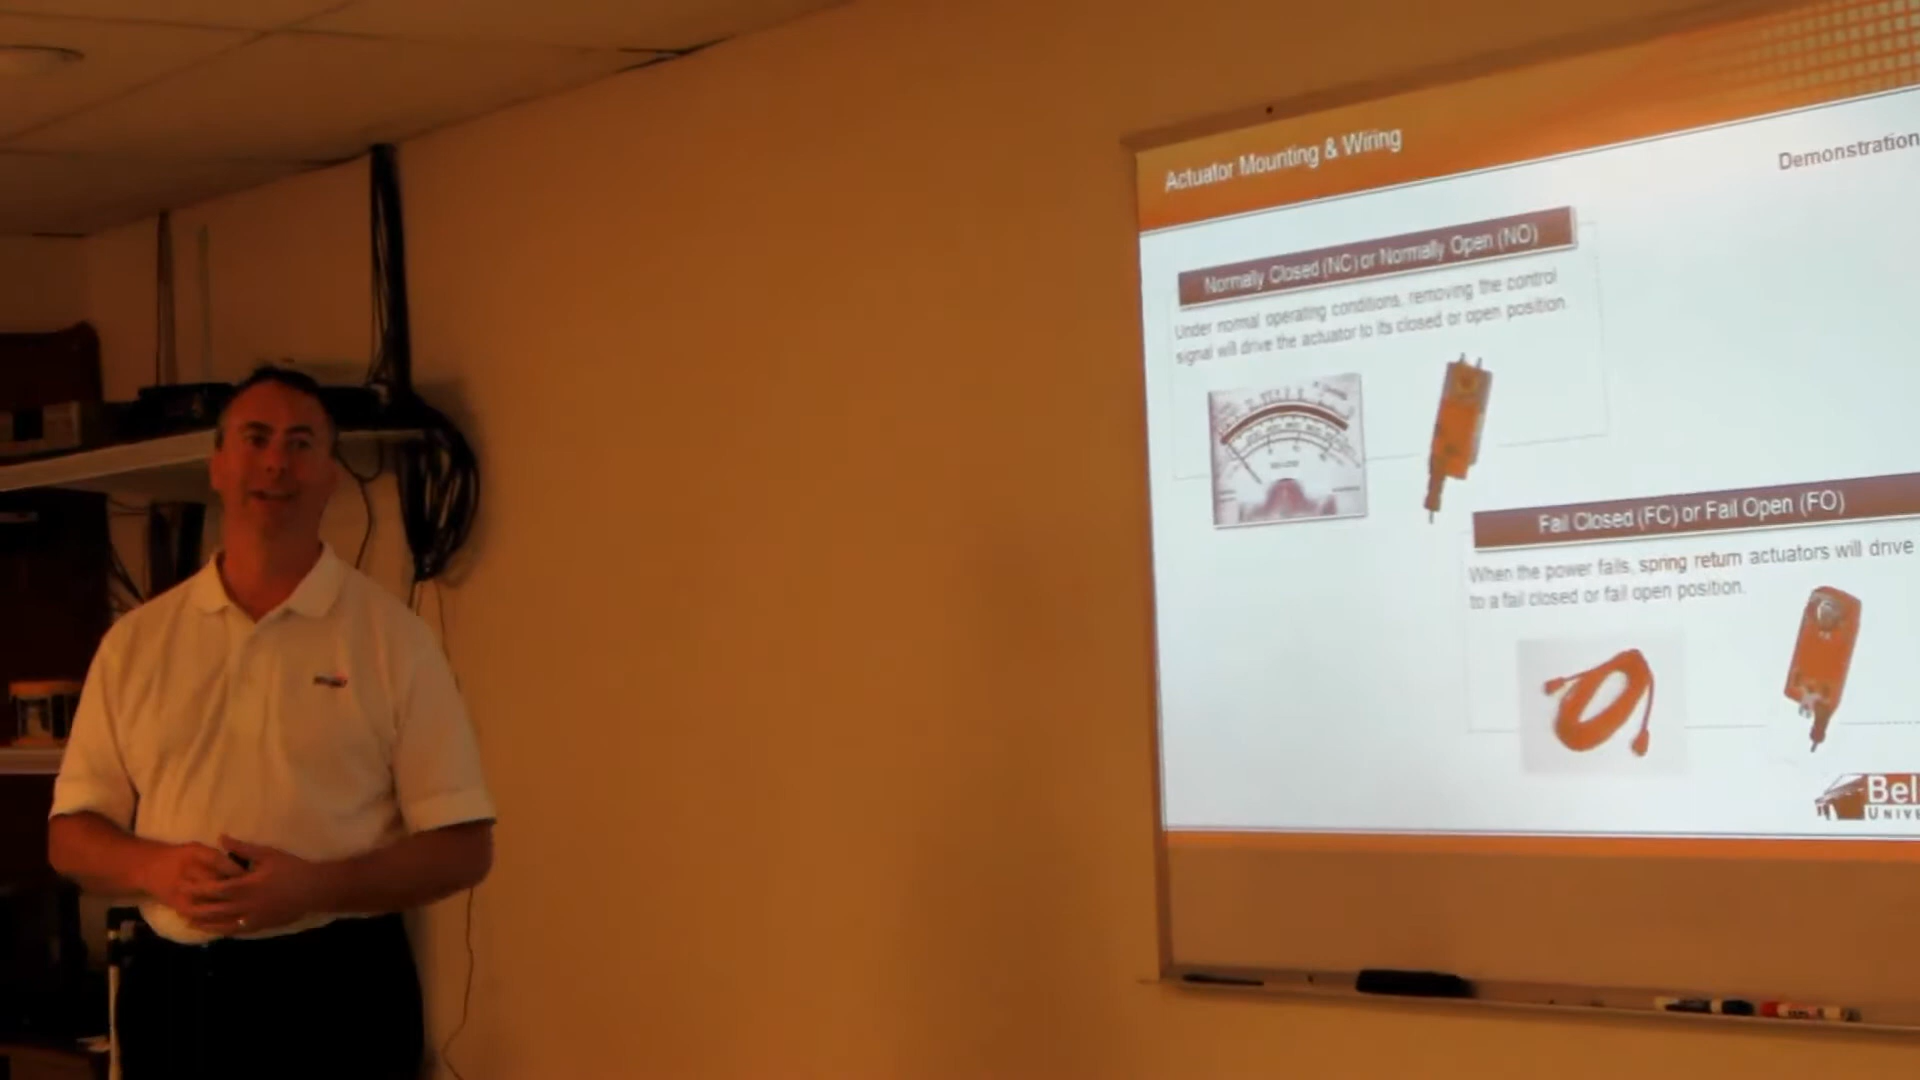 Actuator Mounting & Wiring
Demonstration
Normally Closed (NC) or Normally Open (NO)
Under normal operating conditions, removing the control
signal will drive the actuator to its closed or open position.
Fail Closed (FC) or Fail Open (FO)
When the power fails, spring return actuators will drive
to a fail closed or fail open position.
Bel
UNIVE